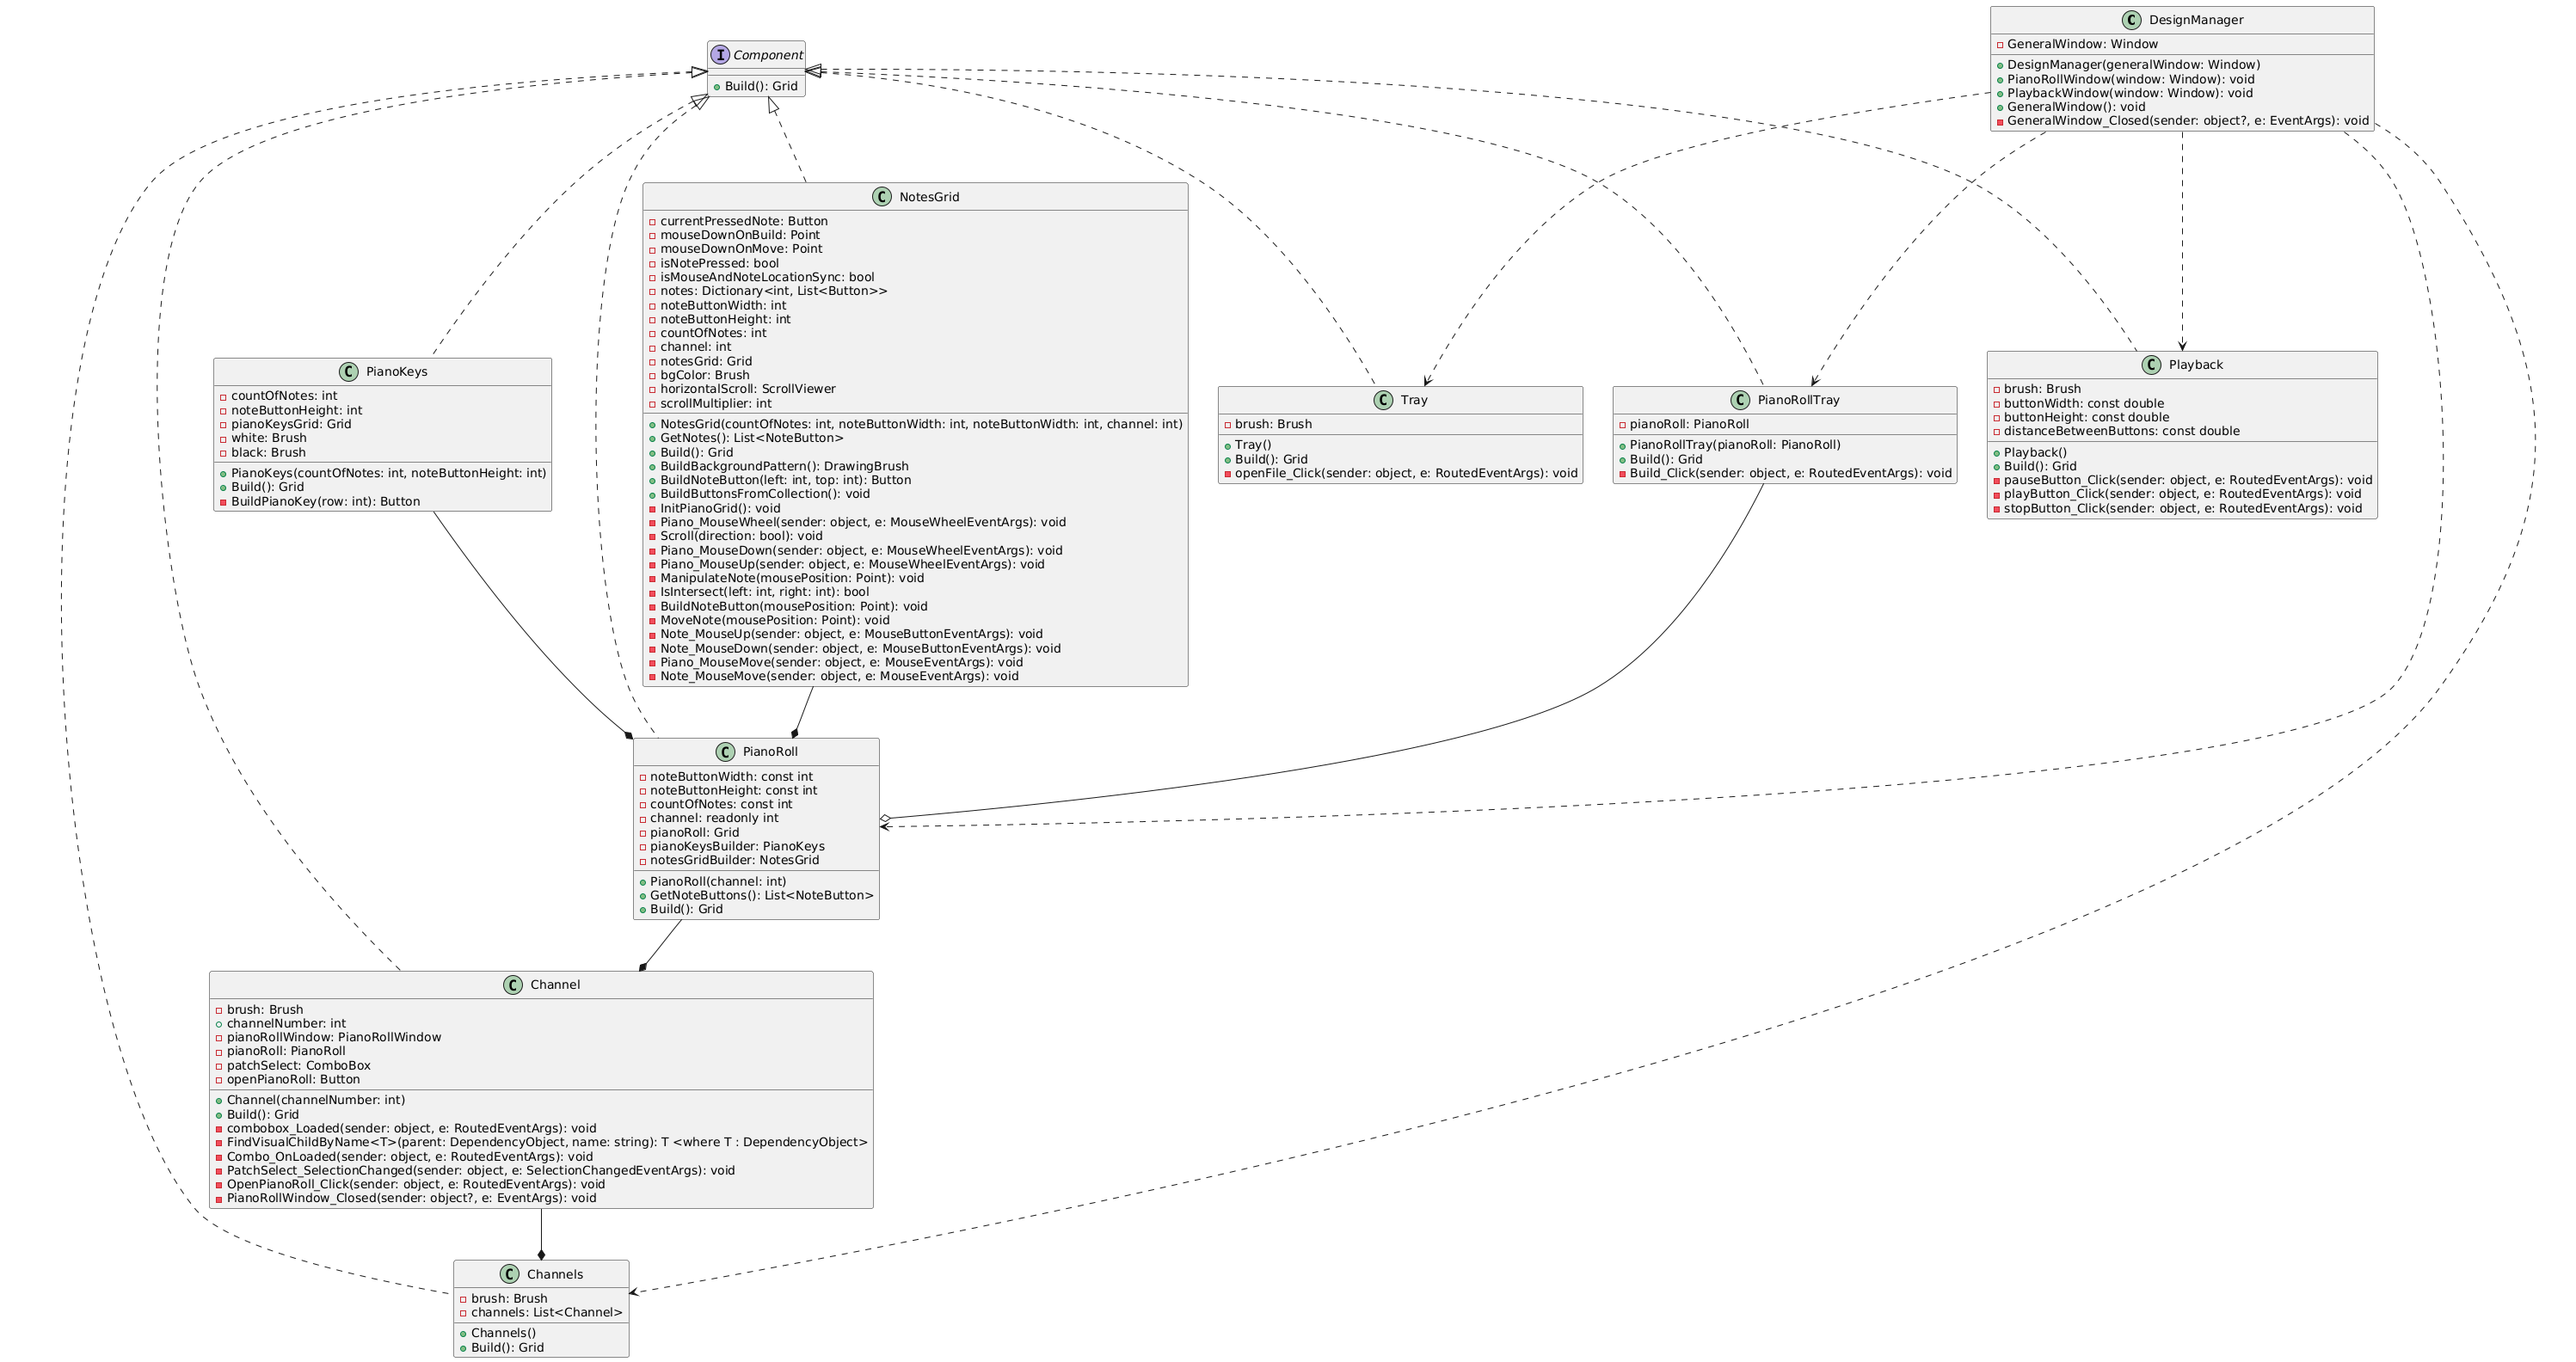 C DesignManager
GeneralWindow: Window
DesignManager(generalWindow: Window)
PianoRollWindow(window: Window): void
PlaybackWindow(window: Window): void
GeneralWindow(): void
GeneralWindow_Closed(sender: object?, e: EventArgs): void
I Component
Build(): Grid
C NotesGrid
currentPressedNote: Button
mouseDownOnBuild: Point
mouseDownOnMove: Point
isNotePressed: bool
isMouseAndNoteLocationSync: bool
notes: Dictionary<int, List<Button>>
noteButtonWidth: int
noteButtonHeight: int
countOfNotes: int
channel: int
notesGrid: Grid
bgColor: Brush
horizontalScroll: ScrollViewer
scrollMultiplier: int
NotesGrid(countOfNotes: int, noteButtonWidth: int, noteButtonWidth: int, channel: int)
GetNotes(): List<NoteButton>
Build(): Grid
BuildBackgroundPattern(): DrawingBrush
BuildNoteButton(left: int, top: int): Button
BuildButtonsFromCollection(): void
InitPianoGrid(): void
Piano_MouseWheel(sender: object, e: MouseWheelEventArgs): void
Scroll(direction: bool): void
Piano_MouseDown(sender: object, e: MouseWheelEventArgs): void
Piano_MouseUp(sender: object, e: MouseWheelEventArgs): void
ManipulateNote(mousePosition: Point): void
IsIntersect(left: int, right: int): bool
BuildNoteButton(mousePosition: Point): void
MoveNote(mousePosition: Point): void
Note_MouseUp(sender: object, e: MouseButtonEventArgs): void
Note_MouseDown(sender: object, e: MouseButtonEventArgs): void
Piano_MouseMove(sender: object, e: MouseEventArgs): void
Note_MouseMove(sender: object, e: MouseEventArgs): void
C PianoKeys
countOfNotes: int
noteButtonHeight: int
pianoKeysGrid: Grid
white: Brush
black: Brush
PianoKeys(countOfNotes: int, noteButtonHeight: int)
Build(): Grid
BuildPianoKey(row: int): Button
C Tray
brush: Brush
Tray()
Build(): Grid
openFile_Click(sender: object, e: RoutedEventArgs): void
C PianoRollTray
pianoRoll: PianoRoll
PianoRollTray(pianoRoll: PianoRoll)
Build(): Grid
Build_Click(sender: object, e: RoutedEventArgs): void
C Playback
brush: Brush
buttonWidth: const double
buttonHeight: const double
distanceBetweenButtons: const double
Playback()
Build(): Grid
pauseButton_Click(sender: object, e: RoutedEventArgs): void
playButton_Click(sender: object, e: RoutedEventArgs): void
stopButton_Click(sender: object, e: RoutedEventArgs): void
C PianoRoll
noteButtonWidth: const int
noteButtonHeight: const int
countOfNotes: const int
channel: readonly int
pianoRoll: Grid
pianoKeysBuilder: PianoKeys
notesGridBuilder: NotesGrid
PianoRoll(channel: int)
GetNoteButtons(): List<NoteButton>
Build(): Grid
C Channel
brush: Brush
channelNumber: int
pianoRollWindow: PianoRollWindow
pianoRoll: PianoRoll
patchSelect: ComboBox
openPianoRoll: Button
Channel(channelNumber: int)
Build(): Grid
combobox_Loaded(sender: object, e: RoutedEventArgs): void
FindVisualChildByName<T>(parent: DependencyObject, name: string): T <where T : DependencyObject>
Combo_OnLoaded(sender: object, e: RoutedEventArgs): void
PatchSelect_SelectionChanged(sender: object, e: SelectionChangedEventArgs): void
OpenPianoRoll_Click(sender: object, e: RoutedEventArgs): void
PianoRollWindow_Closed(sender: object?, e: EventArgs): void
C Channels
brush: Brush
channels: List<Channel>
Channels()
Build(): Grid